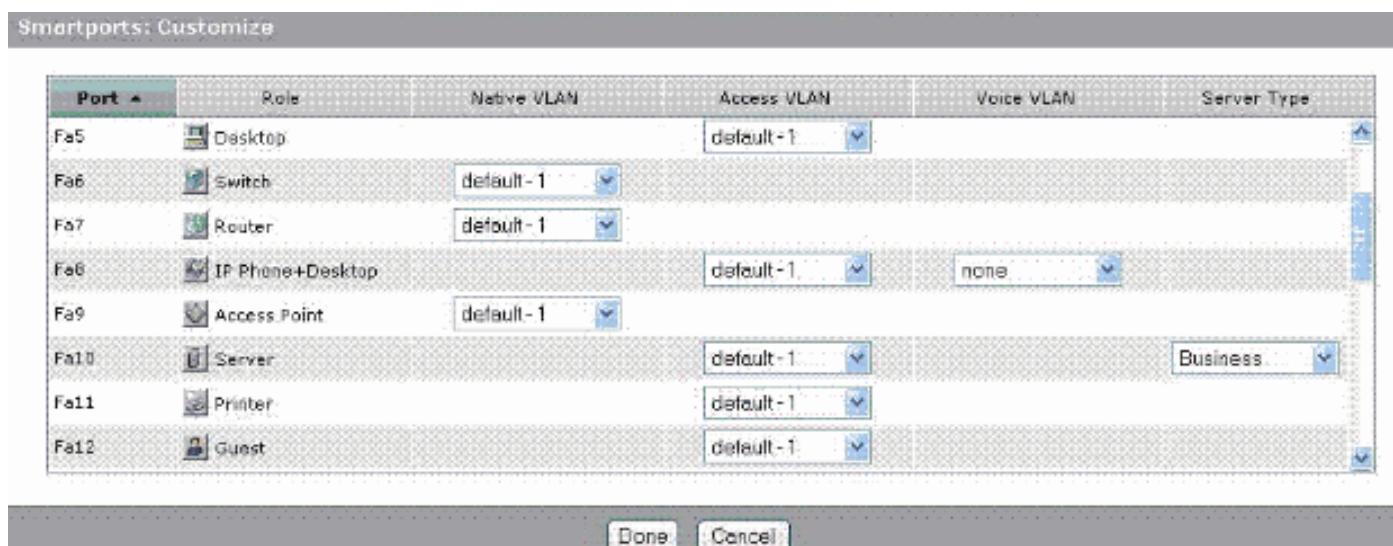 Smartports: Customize
Port Role Native VLAN Access VLAN Voice VLAN Server Type
Fa5 Desktop default-1
Fa6 Switch default-1
Fa7 Router default-1
Fa8 IP Phone+Desktop default-1 none
Fa9 Access Point default-1
Fa10 Server default-1 Business
Fa11 Printer default-1
Fa12 Guest default-1
Done Cancel